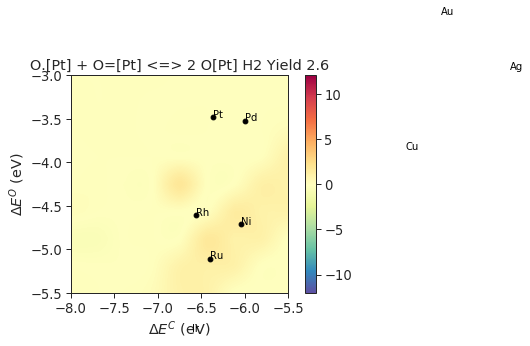 Au
Ag
O.[Pt] + O=[Pt] <=> 2 O[Pt] H2 Yield 2.6
−3.0
−3.5
−4.0
−4.5
−5.0
−5.5
ΔE^O (eV)
Pt
Pd
Cu
Rh
Ni
Ru
10
5
0
−5
−10
−8.0 −7.5 −7.0 −6.5 −6.0 −5.5
ΔE^C (eV)
Ir